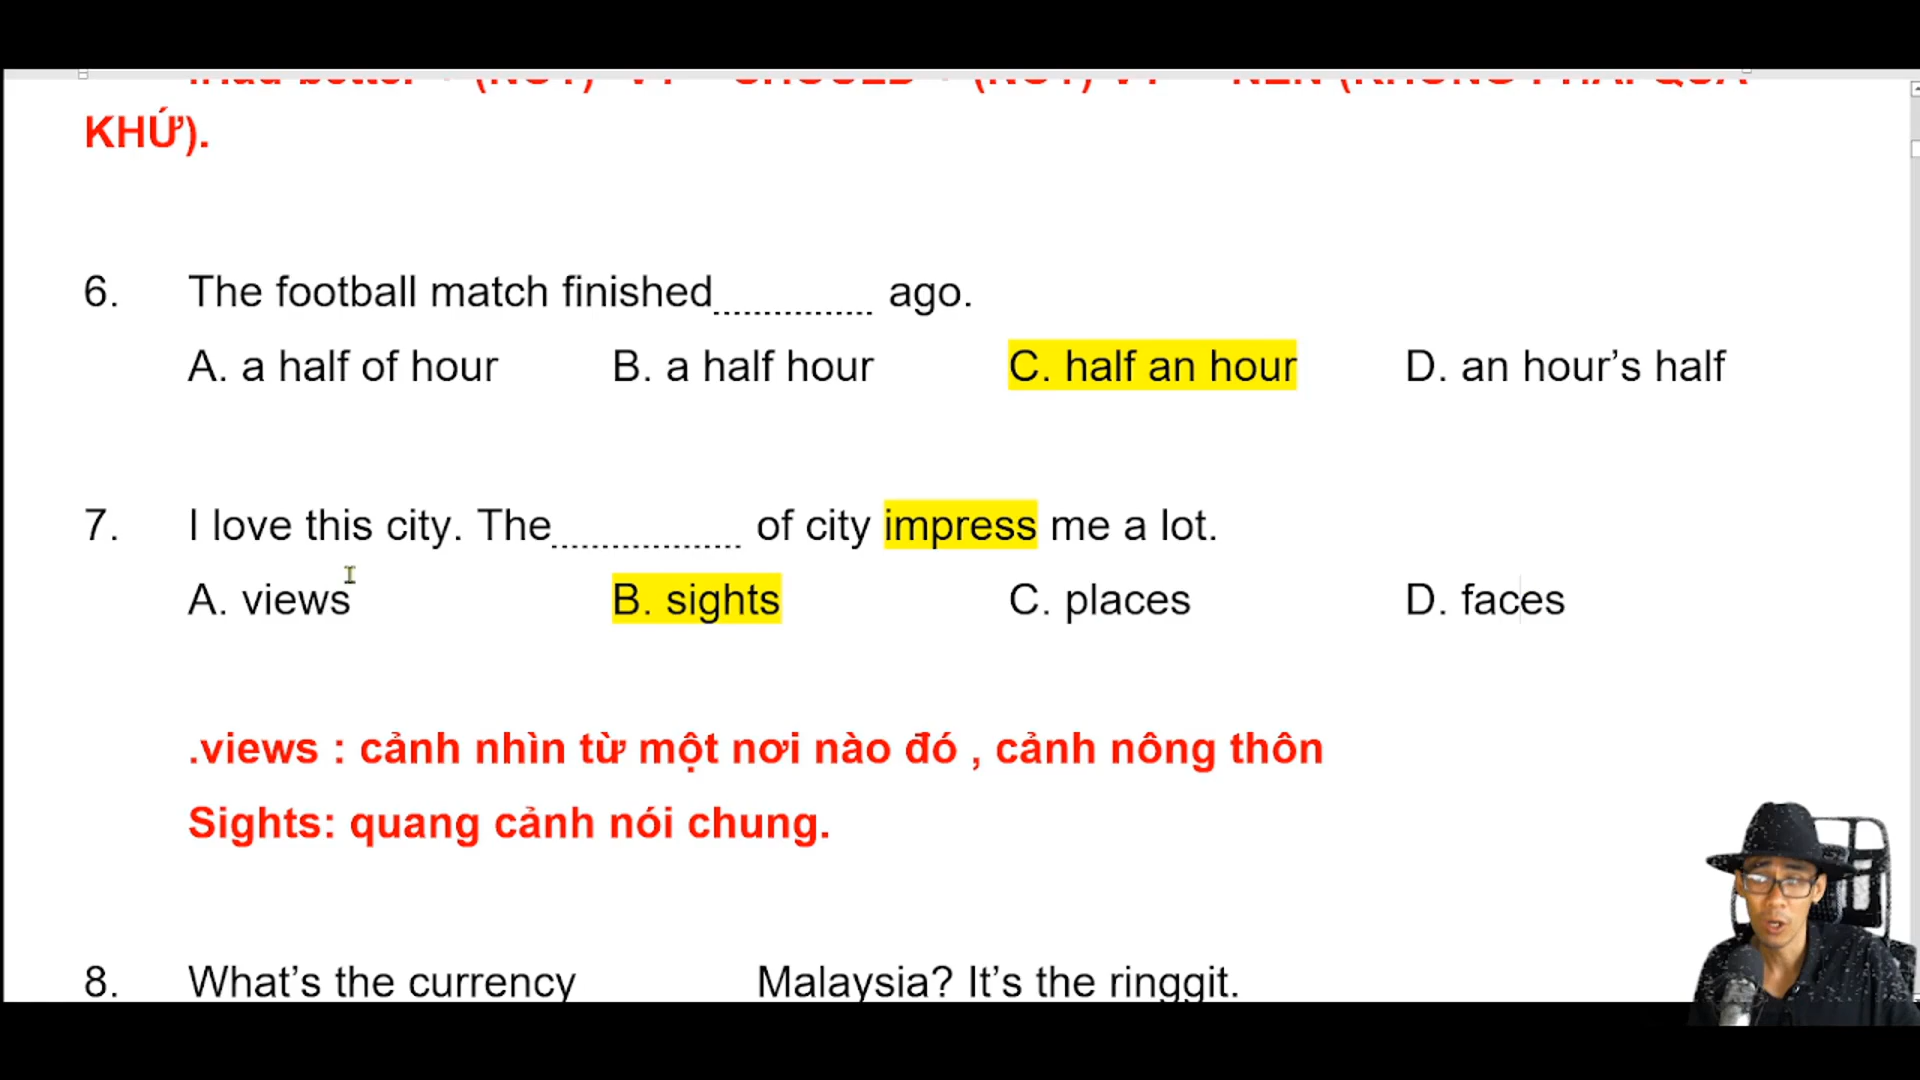 KHỨ).
6. The football match finished............... ago.
A. a half of hour B. a half hour C. half an hour D. an hour’s half
7. I love this city. The.................. of city impress me a lot.
A. views B. sights C. places D. faces
.views : cảnh nhìn từ một nơi nào đó , cảnh nông thôn
Sights: quang cảnh nói chung.
8. What’s the currency Malaysia? It’s the ringgit.